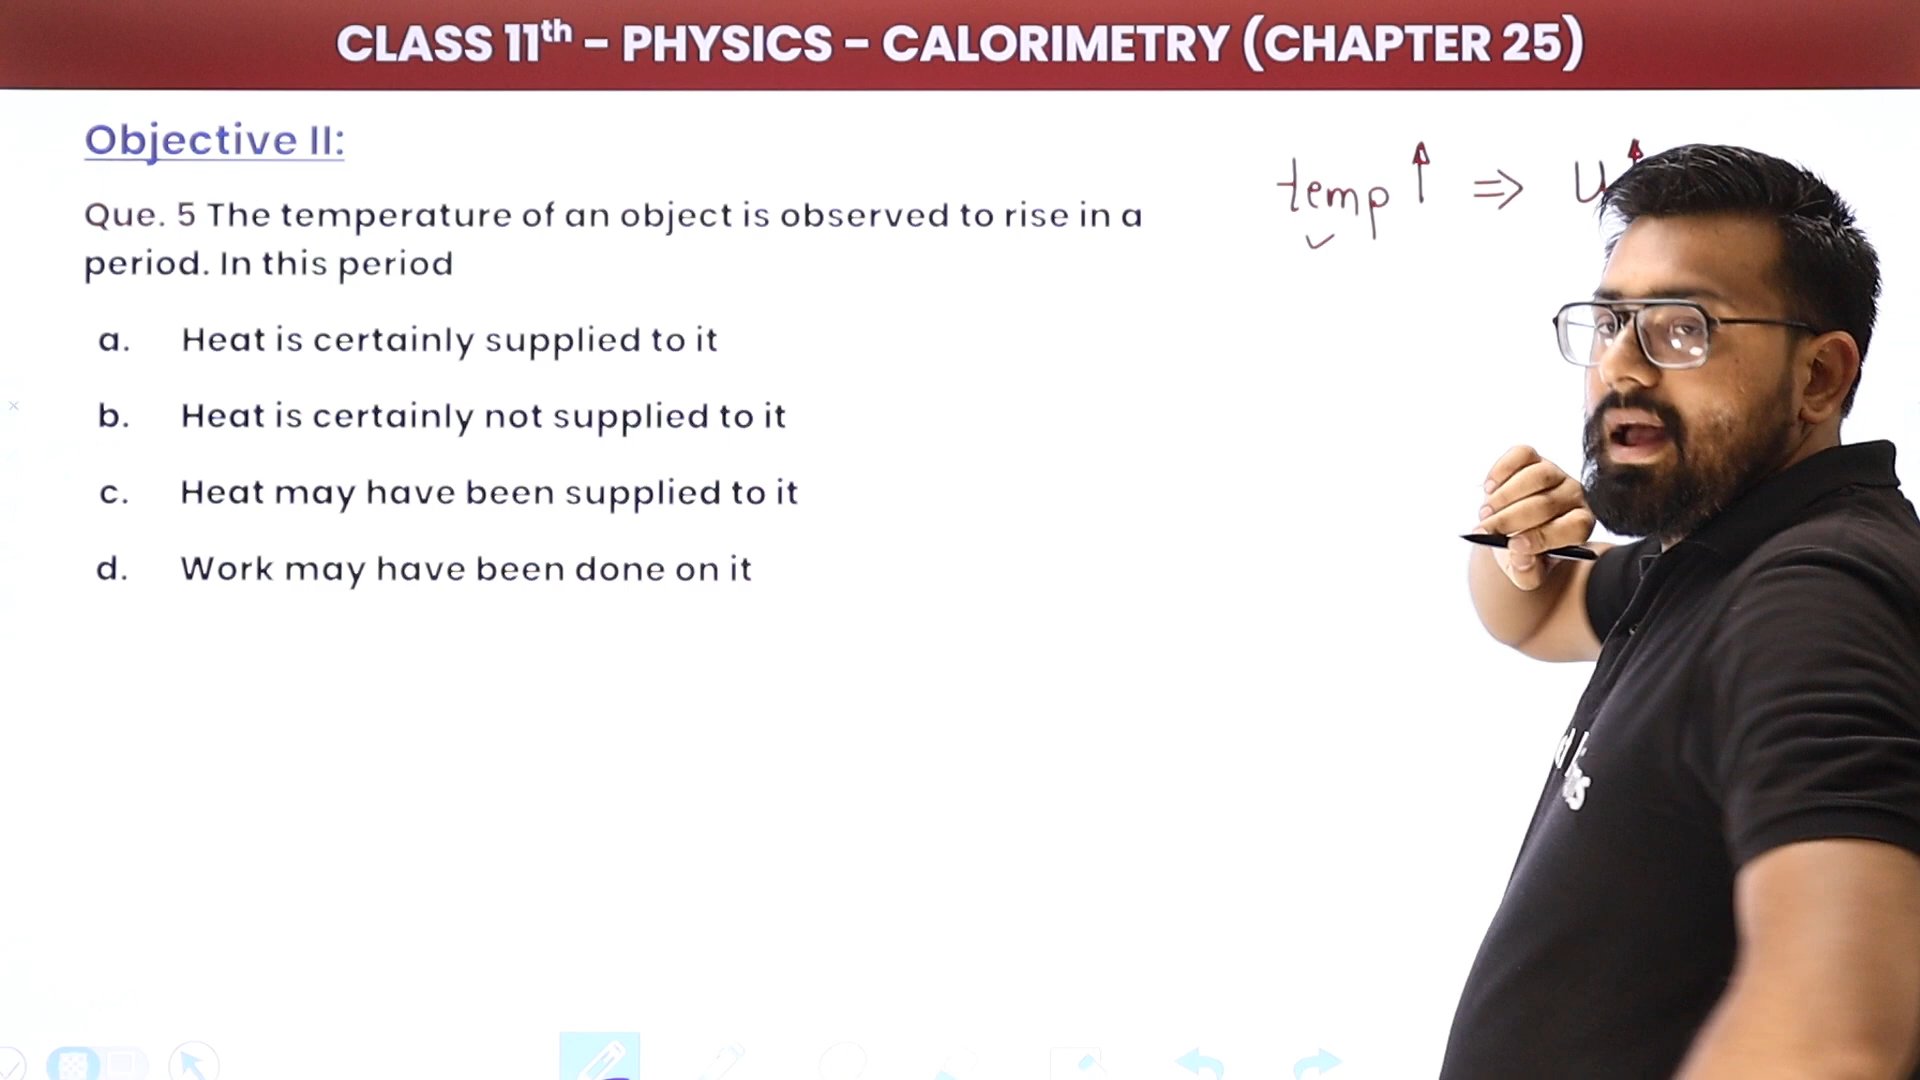 CLASS 11th – PHYSICS – CALORIMETRY (CHAPTER 25)
Objective II:
temp ↑ ⇒ U ↑
Que. 5 The temperature of an object is observed to rise in a
period. In this period
a. Heat is certainly supplied to it
b. Heat is certainly not supplied to it
c. Heat may have been supplied to it
d. Work may have been done on it